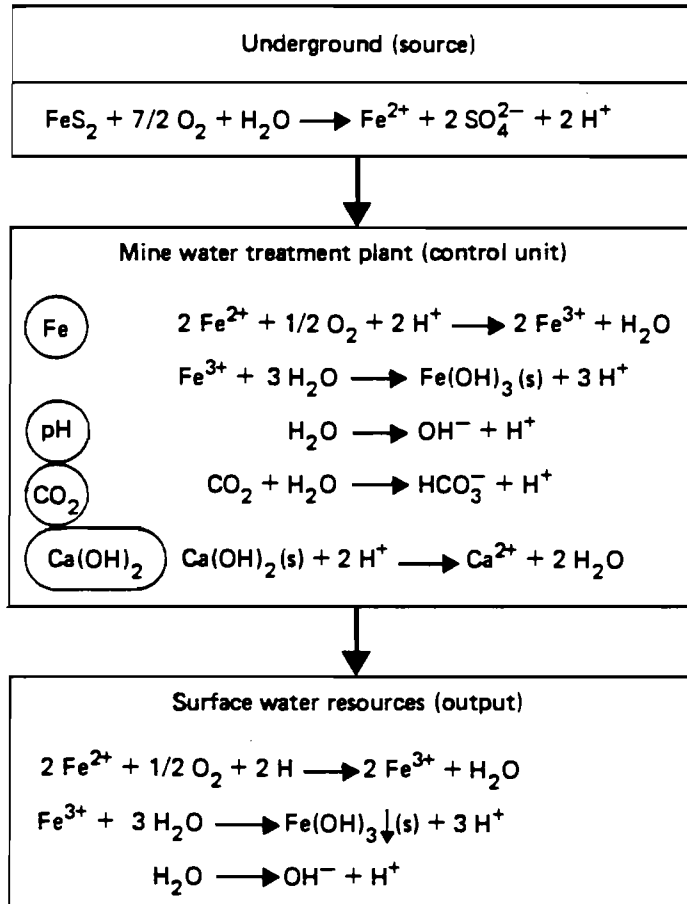 Underground (source)
FeS₂ + 7/2 O₂ + H₂O ⟶ Fe²⁺ + 2 SO₄²⁻ + 2 H⁺
Mine water treatment plant (control unit)
Fe 2 Fe²⁺ + 1/2 O₂ + 2 H⁺ ⟶ 2 Fe³⁺ + H₂O
Fe³⁺ + 3 H₂O ⟶ Fe(OH)₃ (s) + 3 H⁺
pH H₂O ⟶ OH⁻ + H⁺
CO₂ CO₂ + H₂O ⟶ HCO₃⁻ + H⁺
Ca(OH)₂ Ca(OH)₂ (s) + 2 H⁺ ⟶ Ca²⁺ + 2 H₂O
Surface water resources (output)
2 Fe²⁺ + 1/2 O₂ + 2 H ⟶ 2 Fe³⁺ + H₂O
Fe³⁺ + 3 H₂O ⟶ Fe(OH)₃↓(s) + 3 H⁺
H₂O ⟶ OH⁻ + H⁺